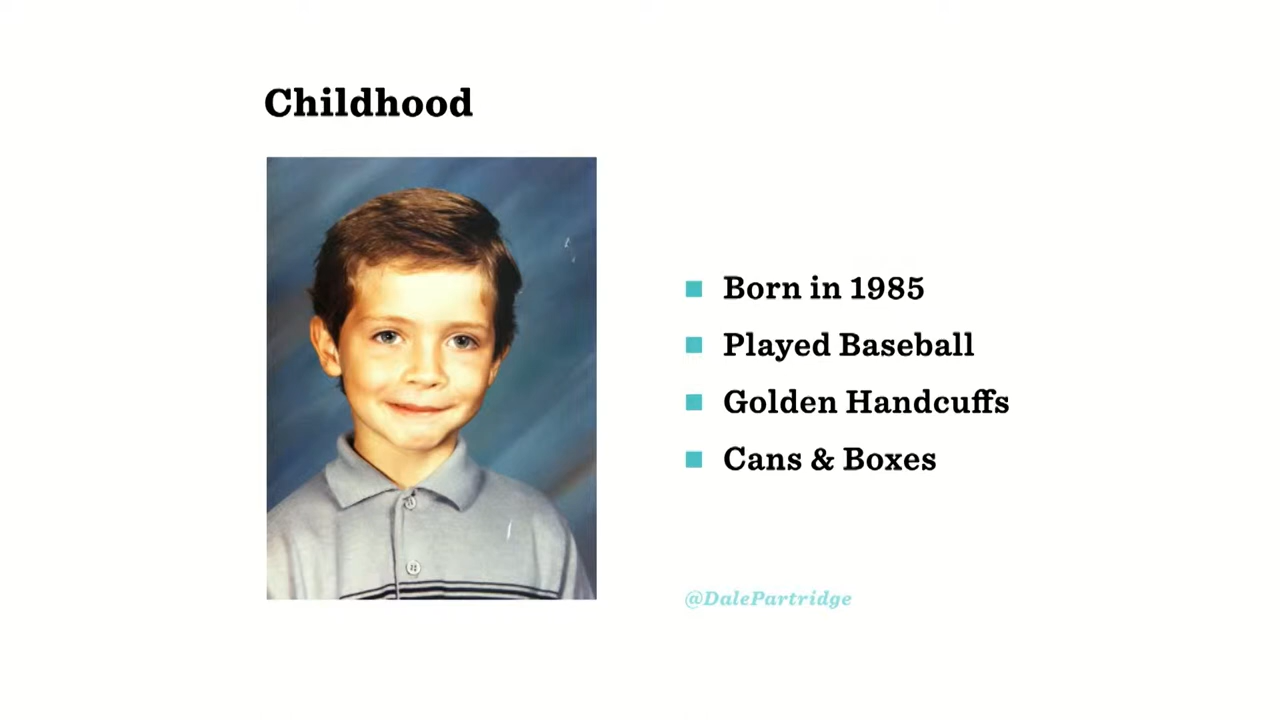 Childhood
Born in 1985
Played Baseball
Golden Handcuffs
Cans & Boxes
@DalePartridge